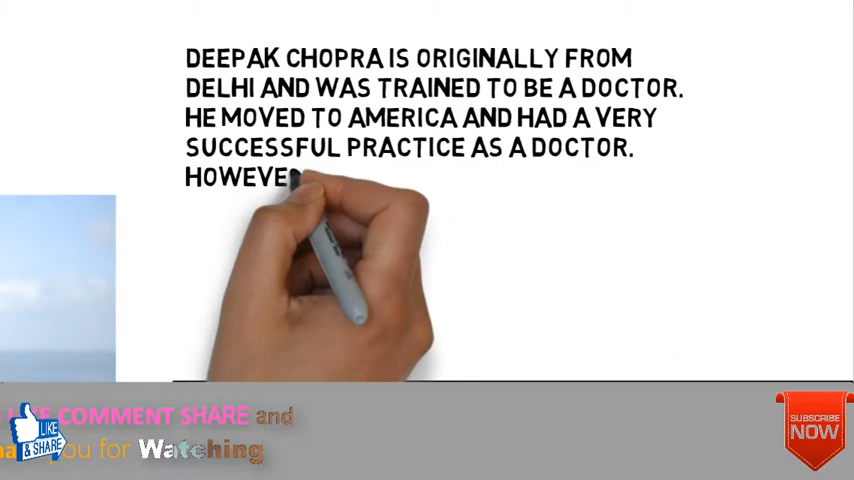 DEEPAK CHOPRA IS ORIGINALLY FROM
DELHI AND WAS TRAINED TO BE A DOCTOR.
HE MOVED TO AMERICA AND HAD A VERY
SUCCESSFUL PRACTICE AS A DOCTOR.
HOWEVE
COMMENT SHARE and
you for Watching
LIKE
& SHARE
SUBSCRIBE
NOW